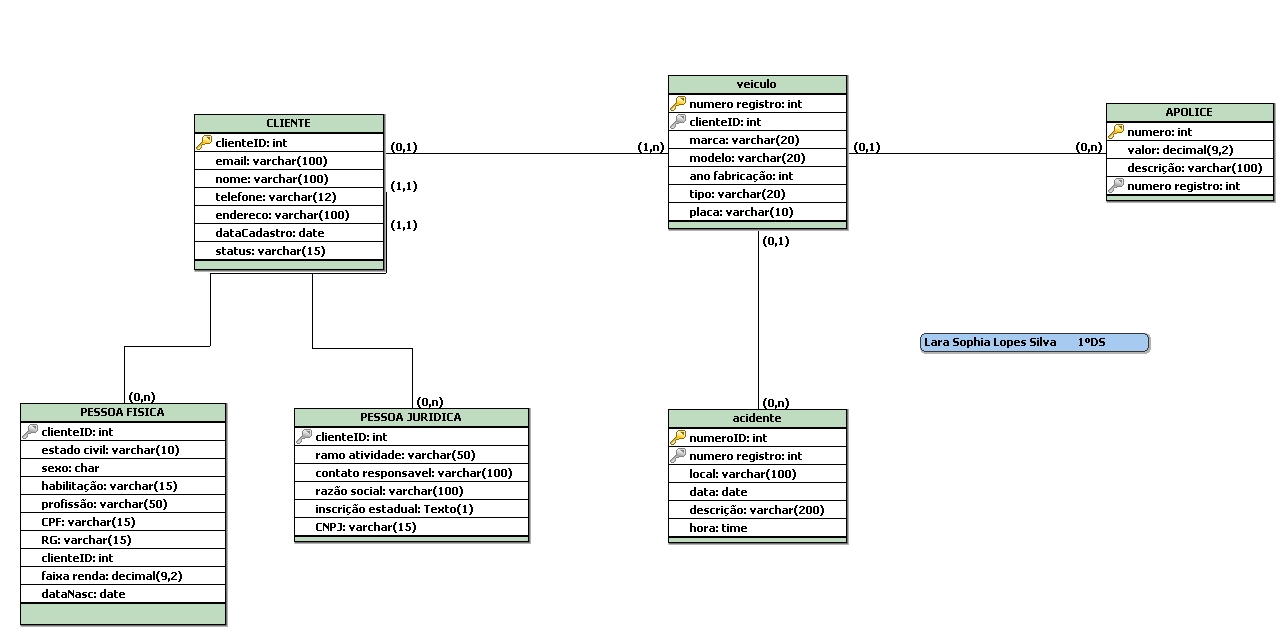 CLIENTE
clienteID: int
email: varchar(100)
nome: varchar(100)
telefone: varchar(12)
endereco: varchar(100)
dataCadastro: date
status: varchar(15)
(0,1)
(1,1)
(1,1)
(1,n)
veiculo
numero registro: int
clienteID: int
marca: varchar(20)
modelo: varchar(20)
ano fabricação: int
tipo: varchar(20)
placa: varchar(10)
(0,1)
(0,1)
(0,n)
APOLICE
numero: int
valor: decimal(9,2)
descrição: varchar(100)
numero registro: int
Lara Sophia Lopes Silva 1ºDS
(0,n)
PESSOA FISICA
clienteID: int
estado civil: varchar(10)
sexo: char
habilitação: varchar(15)
profissão: varchar(50)
CPF: varchar(15)
RG: varchar(15)
clienteID: int
faixa renda: decimal(9,2)
dataNasc: date
(0,n)
PESSOA JURIDICA
clienteID: int
ramo atividade: varchar(50)
contato responsavel: varchar(100)
razão social: varchar(100)
inscrição estadual: Texto(1)
CNPJ: varchar(15)
(0,n)
acidente
numeroID: int
numero registro: int
local: varchar(100)
data: date
descrição: varchar(200)
hora: time